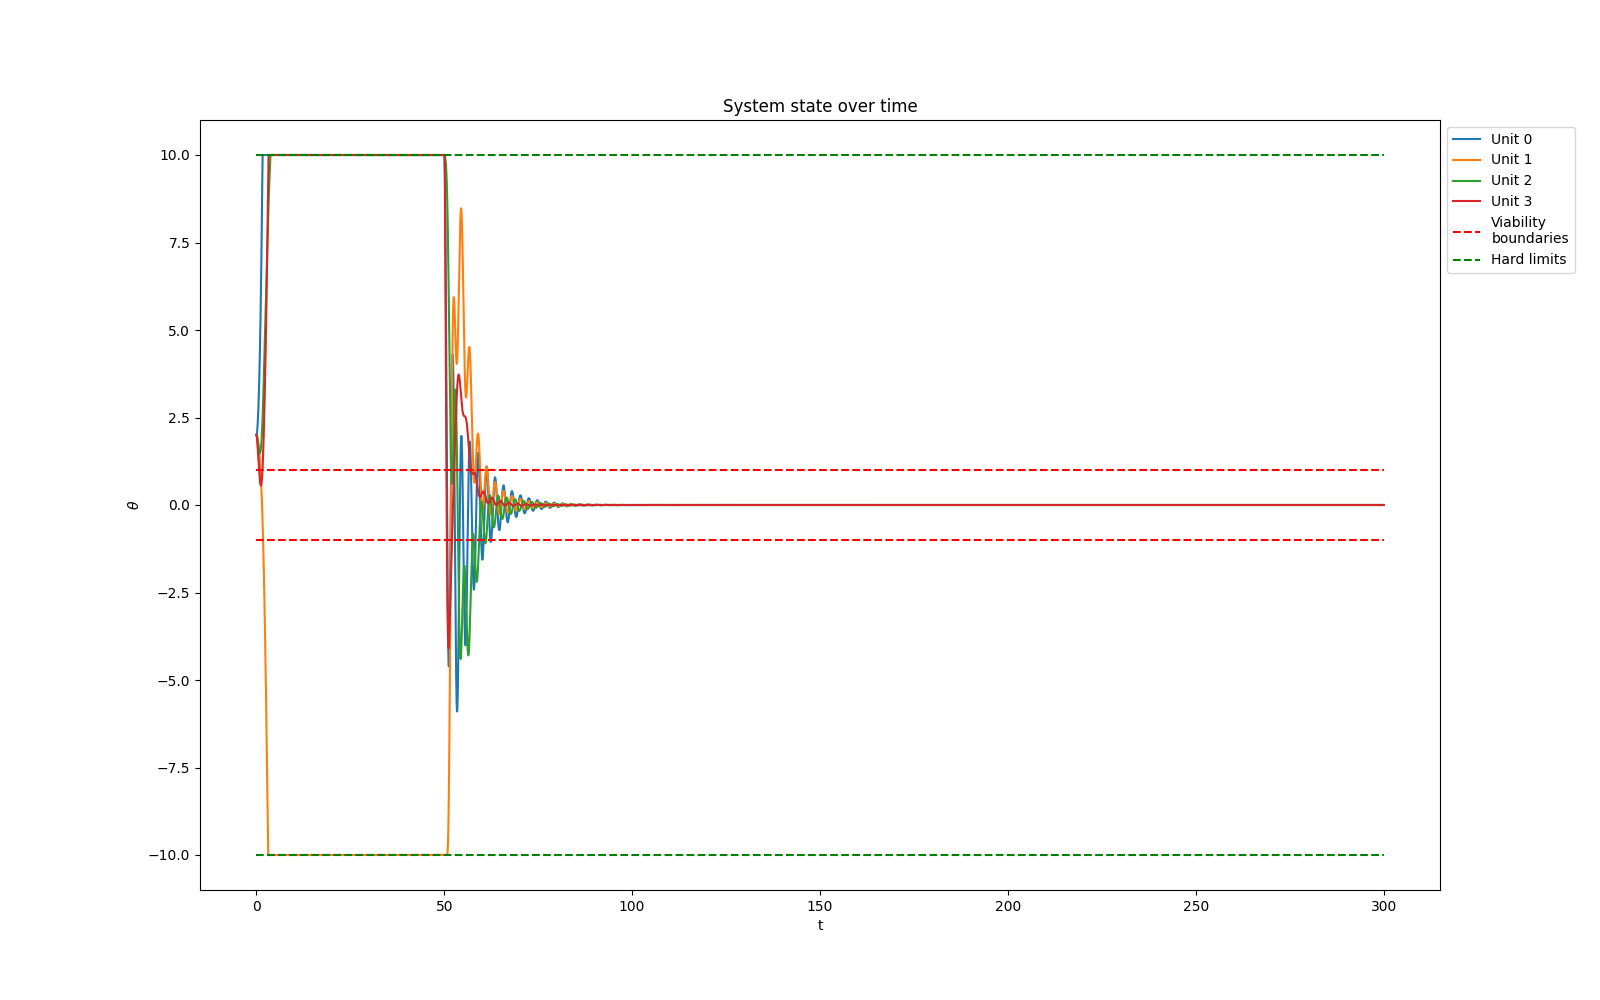 System state over time
10.0
7.5
5.0
2.5
0.0
−2.5
−5.0
−7.5
−10.0
θ
0
50
100
150
200
250
300
t
Unit 0
Unit 1
Unit 2
Unit 3
Viability
boundaries
Hard limits